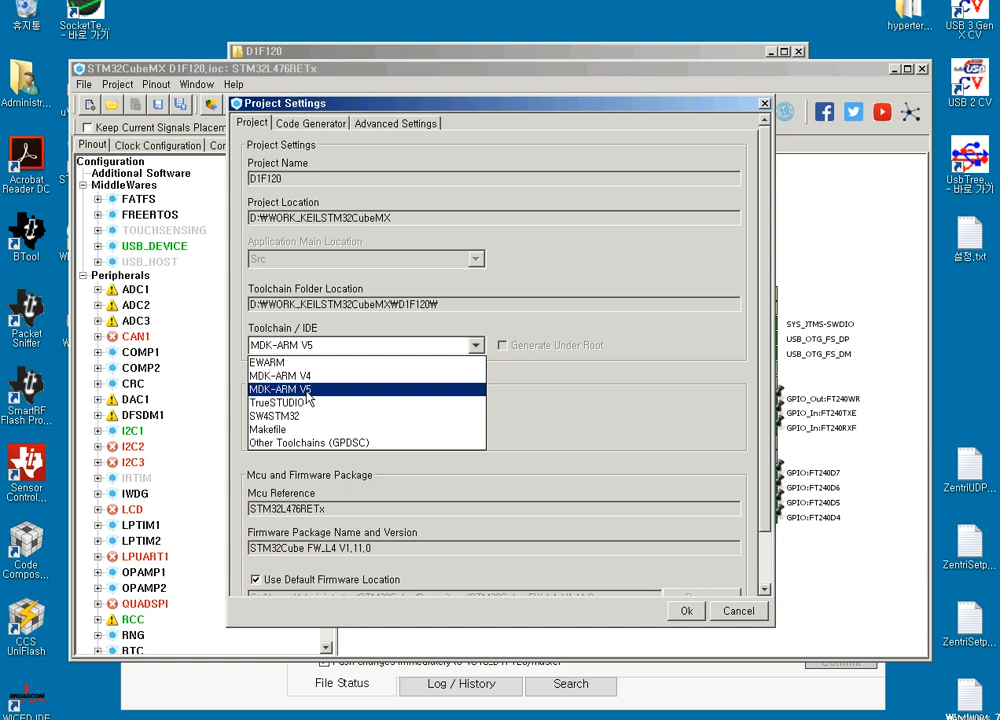 휴지통
SocketTe...
- 바로 가기
Administr...
Acrobat
Reader DC
BTool
Packet
Sniffer
SmartRF
Flash Pro...
Sensor
Control...
Code
Compos...
CCS
UniFlash
BROADCOM
WICED IDE
hyperter...
USB 3 Gen
X CV
USB 2 CV
UsbTree...
- 바로 가기
설정.txt
ZentriUDP...
ZentriSetp...
ZentriSetp...
D1F120
STM32CubeMX D1F120.ioc: STM32L476RETx
File Project Pinout Window Help
Keep Current Signals Placem
Pinout Clock Configuration Cor
Configuration
Additional Software
MiddleWares
FATFS
FREERTOS
TOUCHSENSING
USB_DEVICE
USB_HOST
Peripherals
ADC1
ADC2
ADC3
CAN1
COMP1
COMP2
CRC
DAC1
DFSDM1
I2C1
I2C2
I2C3
IRTIM
IWDG
LCD
LPTIM1
LPTIM2
LPUART1
OPAMP1
OPAMP2
QUADSPI
RCC
RNG
RTC
Project Settings
Project Code Generator Advanced Settings
Project Settings
Project Name
D1F120
Project Location
D:₩WORK_KEILSTM32CubeMX
Application Main Location
Src
Toolchain Folder Location
D:₩WORK_KEILSTM32CubeMX₩D1F120₩
Toolchain / IDE
MDK-ARM V5
Generate Under Root
EWARM
MDK-ARM V4
MDK-ARM V5
TrueSTUDIO
SW4STM32
Makefile
Other Toolchains (GPDSC)
Mcu and Firmware Package
Mcu Reference
STM32L476RETx
Firmware Package Name and Version
STM32Cube FW_L4 V1.11.0
Use Default Firmware Location
Ok Cancel
SYS_JTMS-SWDIO
USB_OTG_FS_DP
USB_OTG_FS_DM
GPIO_Out:FT240WR
GPIO_In:FT240TXE
GPIO_In:FT240RXF
GPIO:FT240D7
GPIO:FT240D6
GPIO:FT240D5
GPIO:FT240D4
File Status Log / History Search